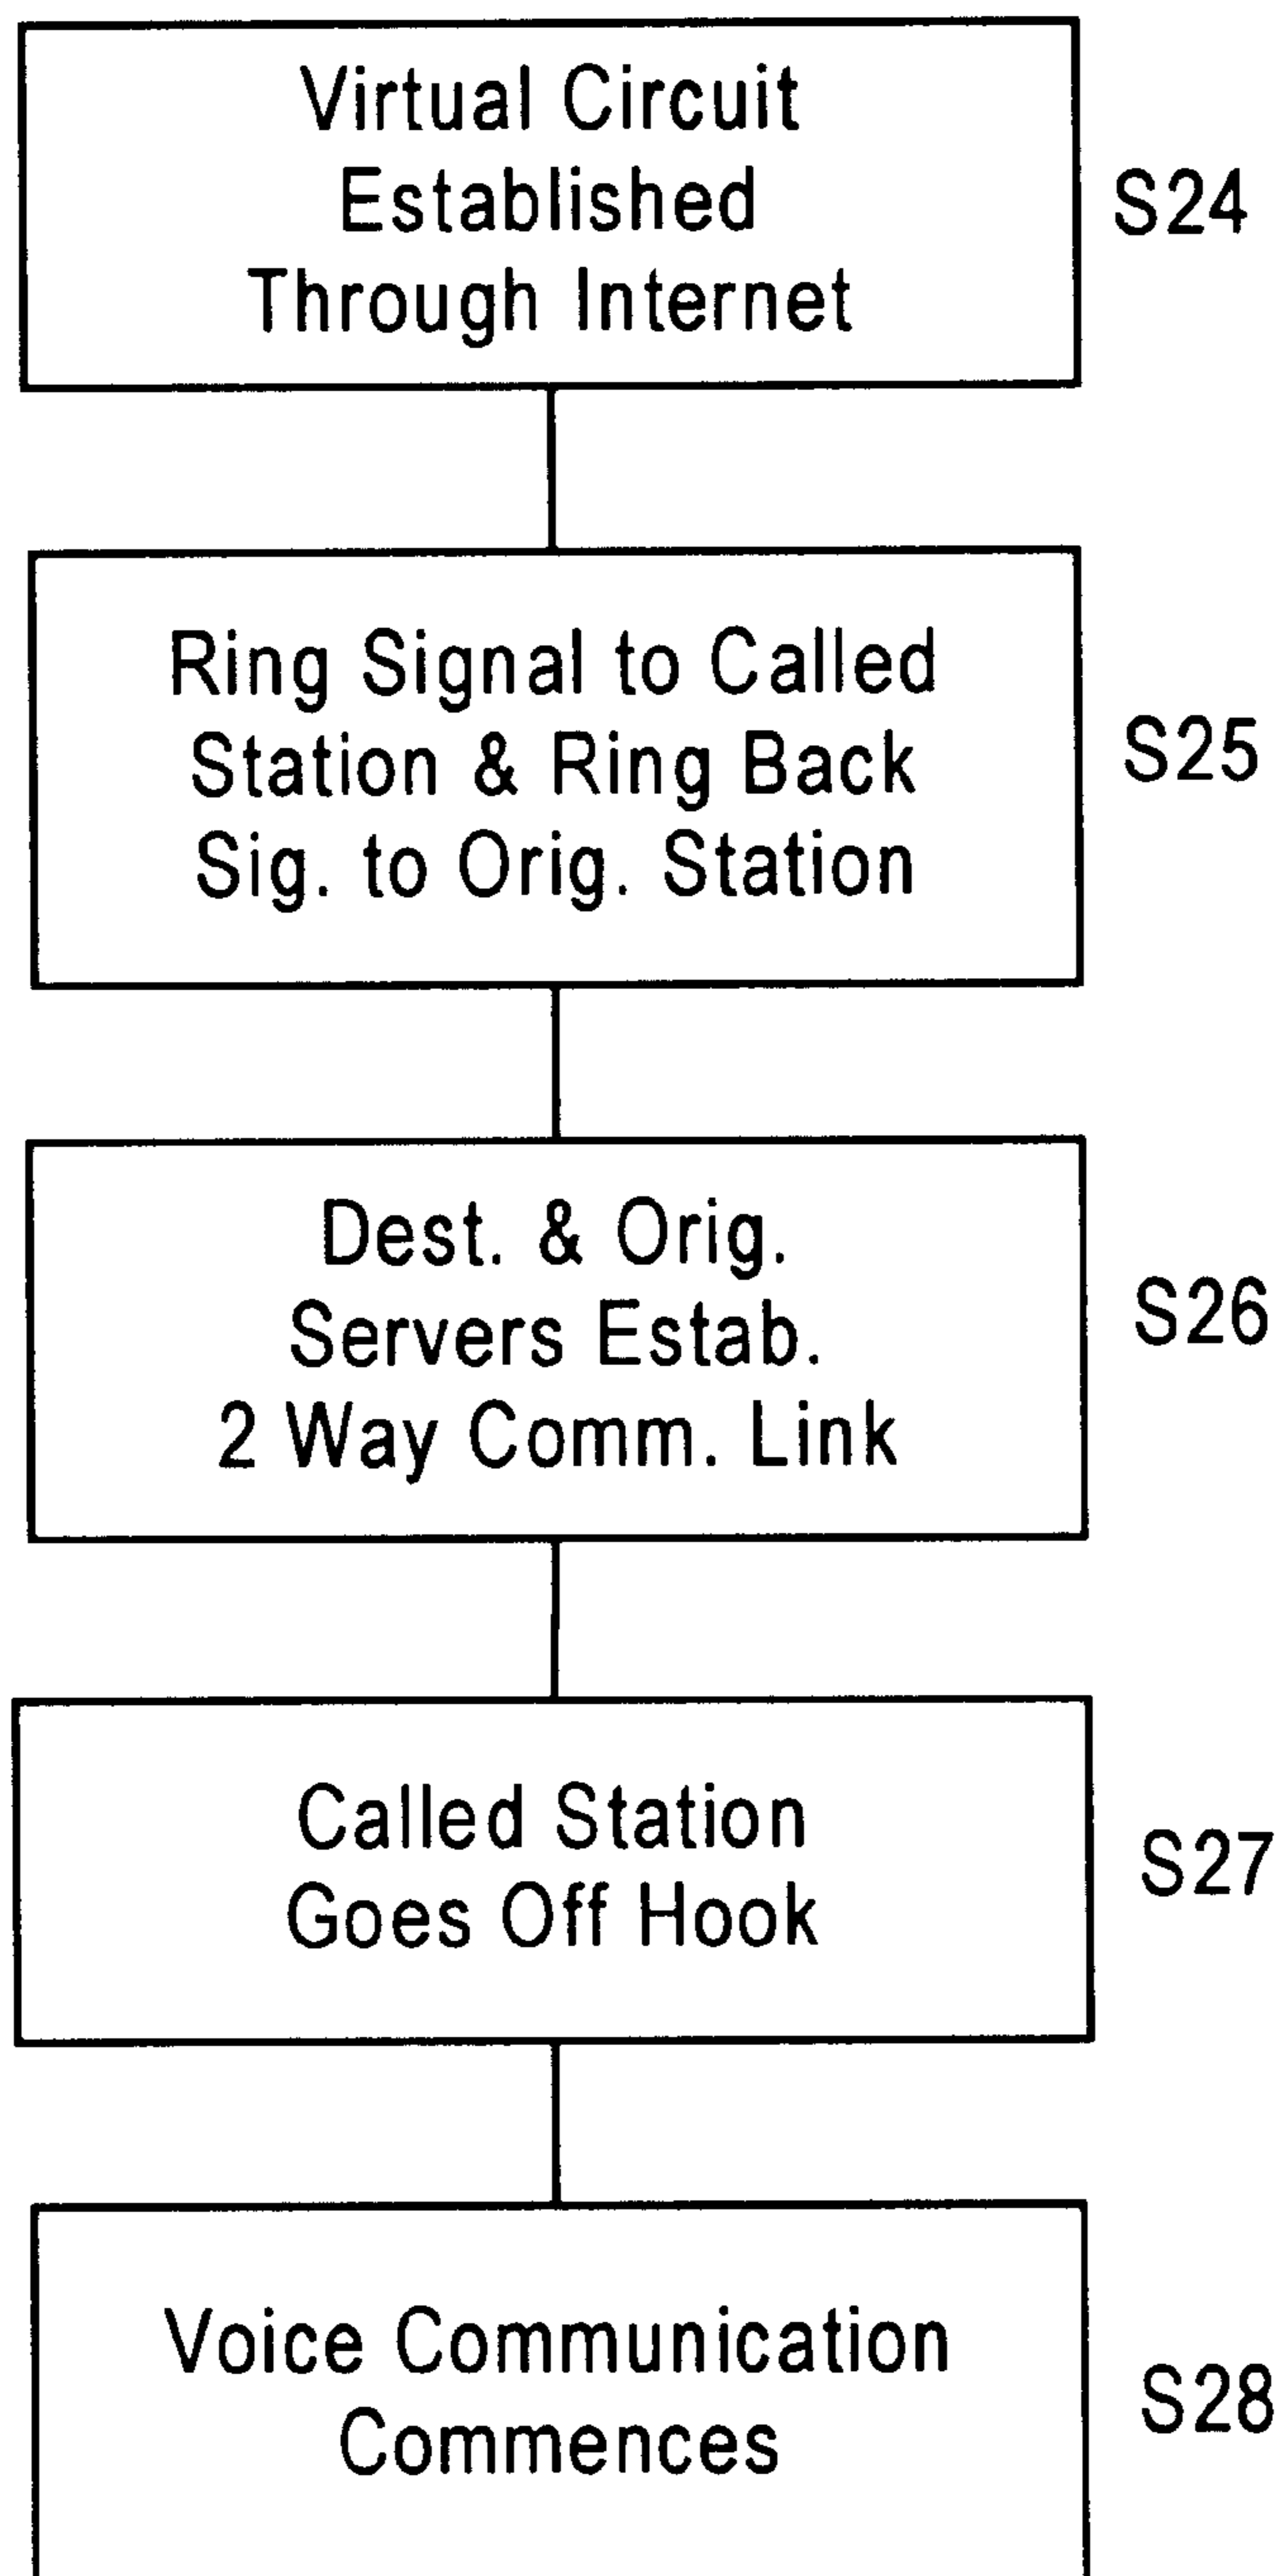 Virtual Circuit
Established
Through Internet
S24
Ring Signal to Called
Station & Ring Back
Sig. to Orig. Station
S25
Dest. & Orig.
Servers Estab.
2 Way Comm. Link
S26
Called Station
Goes Off Hook
S27
Voice Communication
Commences
S28